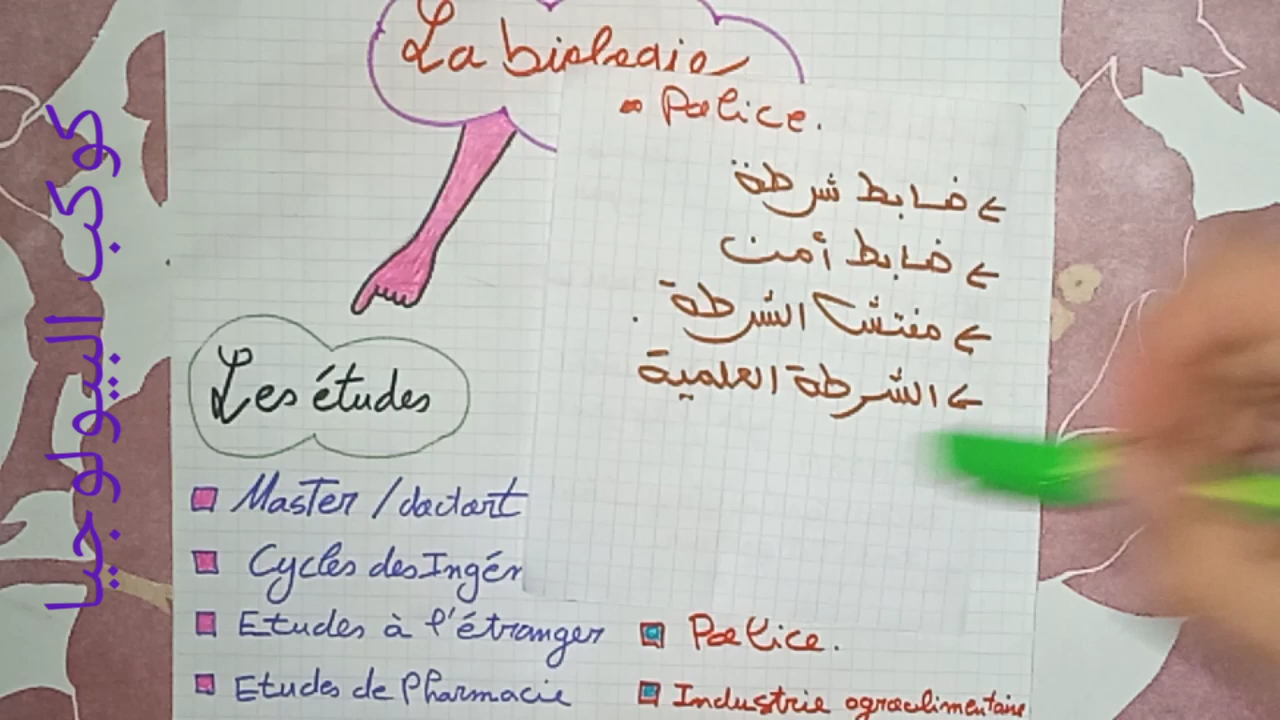 La biologie
- Police.
> ضابط شرطة
> ضابط أمن
> مفتش الشرطة.
> الشرطة العلمية
Les études
Master / doctort
Cycles des Ingén
Etudes à l'étranger
Etudes de Pharmacie
Police.
Industrie agroalimentaire
كوكب البيولوجيا